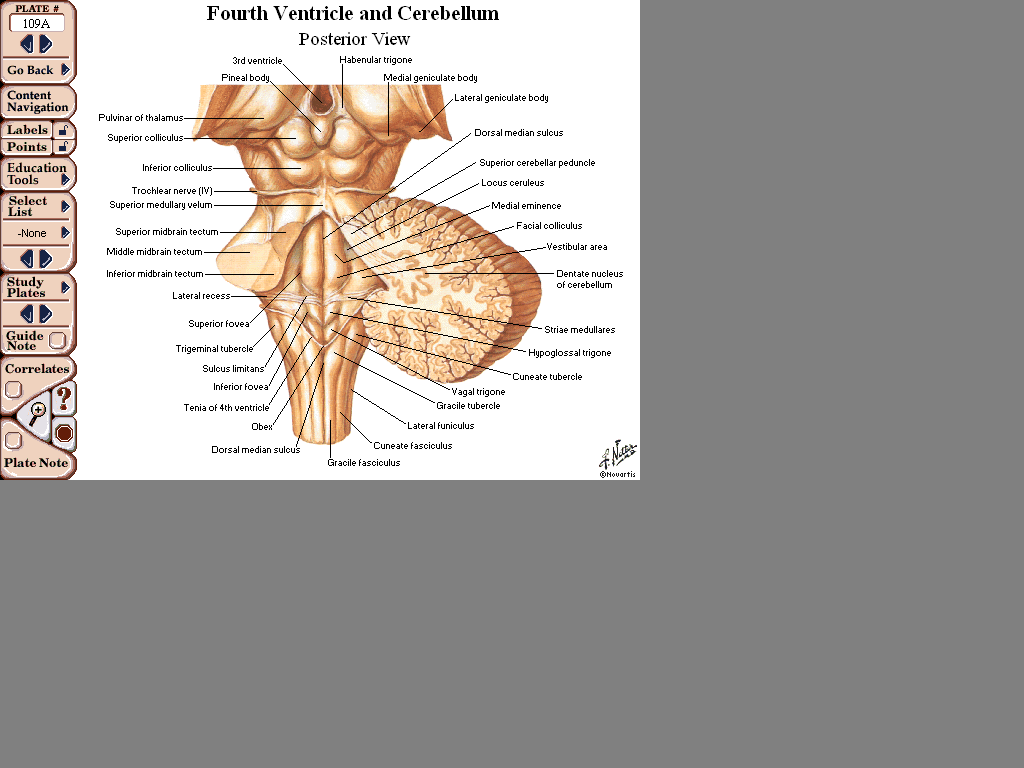 PLATE #
109A
Go Back
Content
Navigation
Labels
Points
Education
Tools
Select
List
-None
Study
Plates
Guide
Note
Correlates
?
Plate Note
Fourth Ventricle and Cerebellum
Posterior View
3rd ventricle
Habenular trigone
Pineal body
Medial geniculate body
Lateral geniculate body
Pulvinar of thalamus
Superior colliculus
Dorsal median sulcus
Inferior colliculus
Superior cerebellar peduncle
Trochlear nerve (IV)
Locus ceruleus
Superior medullary velum
Medial eminence
Superior midbrain tectum
Facial colliculus
Middle midbrain tectum
Vestibular area
Inferior midbrain tectum
Dentate nucleus
of cerebellum
Lateral recess
Superior fovea
Striae medullares
Trigeminal tubercle
Hypoglossal trigone
Sulcus limitans
Cuneate tubercle
Inferior fovea
Vagal trigone
Tenia of 4th ventricle
Gracile tubercle
Obex
Lateral funiculus
Dorsal median sulcus
Cuneate fasciculus
Gracile fasciculus
F. Netter
©Novartis